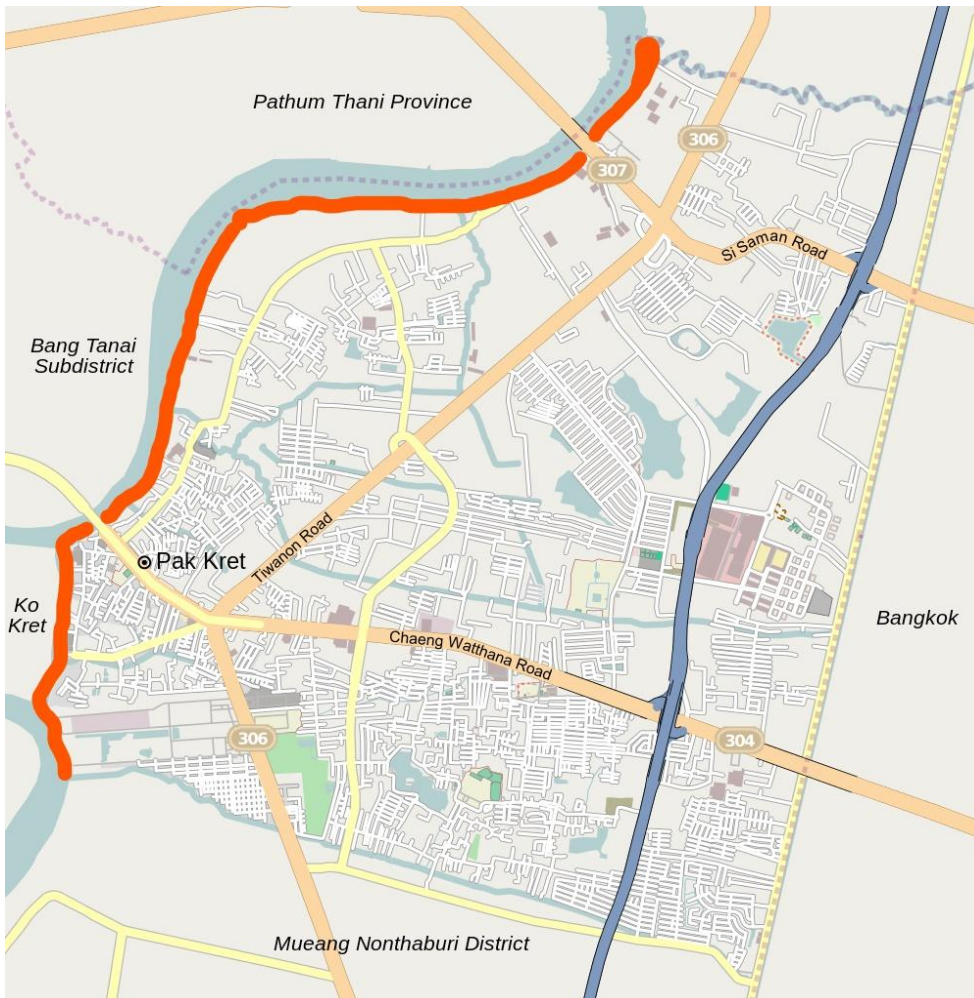 Pathum Thani Province
306
307
Si Saman Road
Bang Tanai
Subdistrict
Tiwanon Road
Pak Kret
Ko
Kret
Bangkok
Chaeng Watthana Road
306
304
Mueang Nonthaburi District